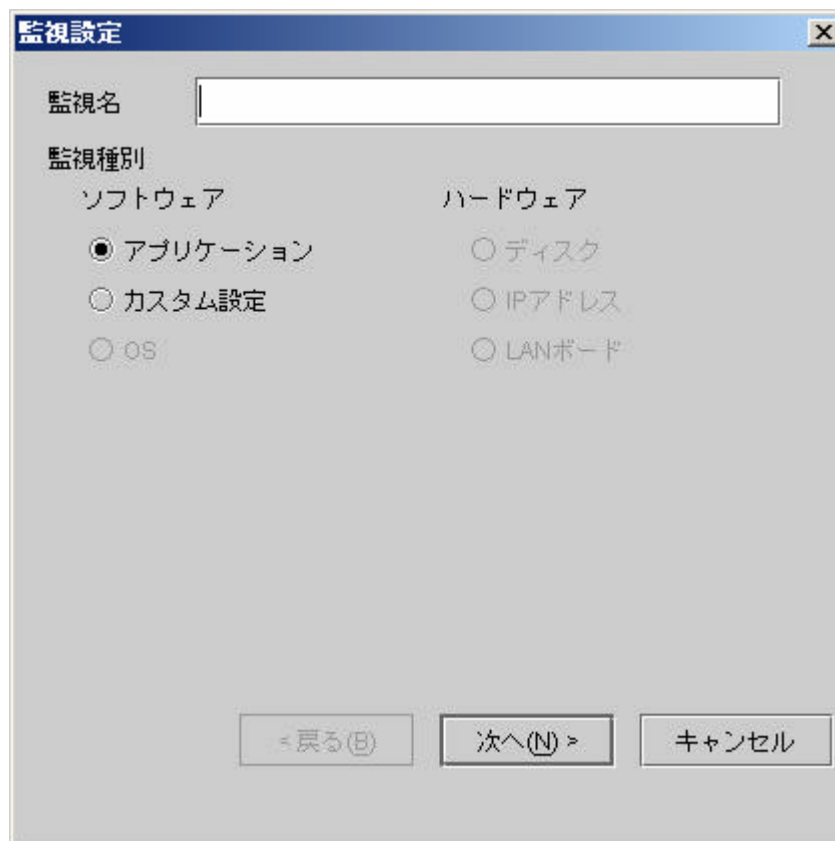 監視設定
監視名
監視種別
ソフトウェア ハードウェア
アプリケーション ディスク
カスタム設定 IPアドレス
OS LANボード
<戻る(B) 次へ(N) > キャンセル